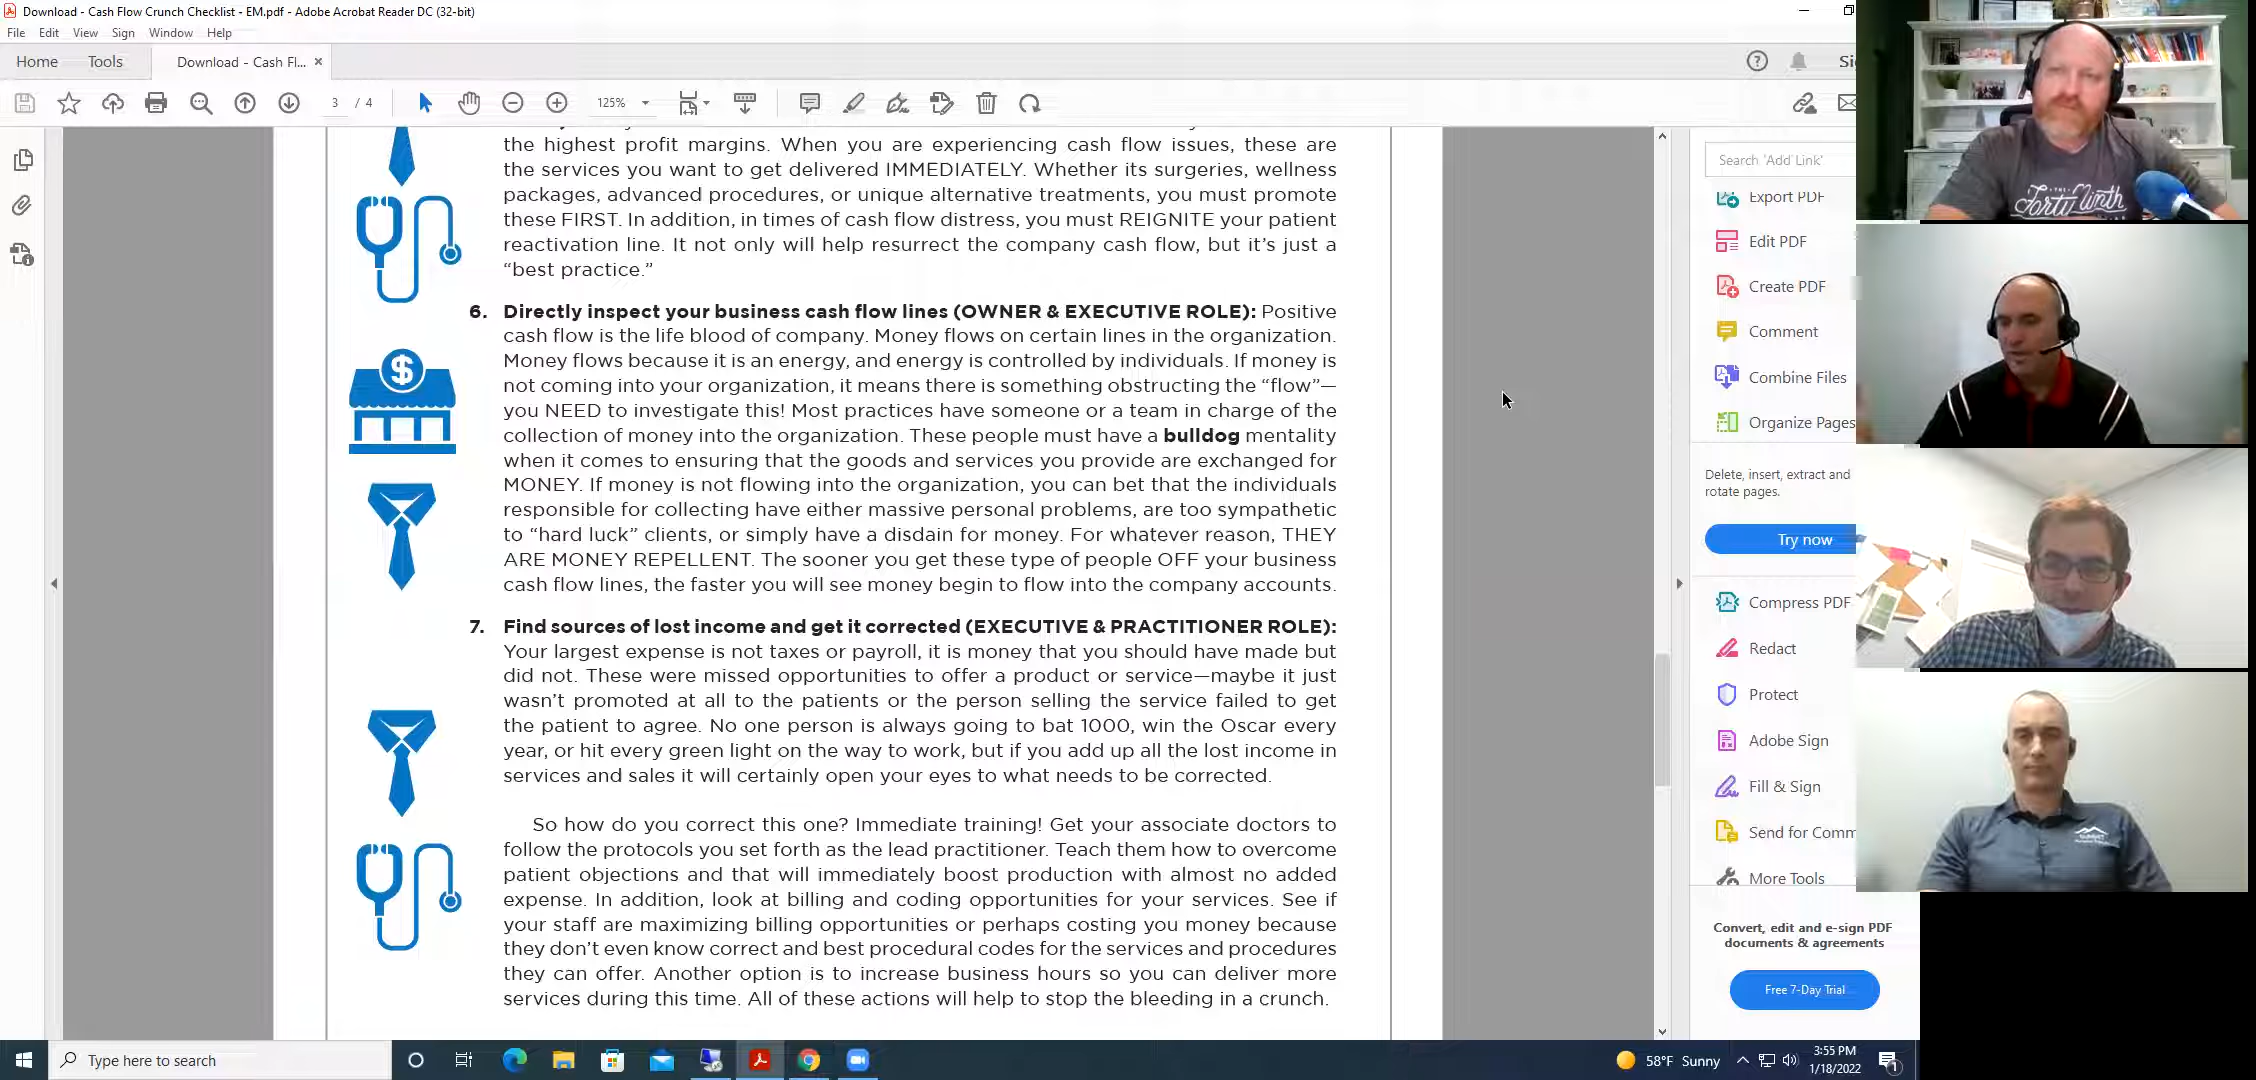 Download - Cash Flow Crunch Checklist - EM.pdf - Adobe Acrobat Reader DC (32-bit)
File Edit View Sign Window Help
Home Tools Download - Cash Fl... ×
3 / 4 125%
the highest profit margins. When you are experiencing cash flow issues, these are
the services you want to get delivered IMMEDIATELY. Whether its surgeries, wellness
packages, advanced procedures, or unique alternative treatments, you must promote
these FIRST. In addition, in times of cash flow distress, you must REIGNITE your patient
reactivation line. It not only will help resurrect the company cash flow, but it’s just a
“best practice.”
6. Directly inspect your business cash flow lines (OWNER & EXECUTIVE ROLE): Positive
cash flow is the life blood of company. Money flows on certain lines in the organization.
Money flows because it is an energy, and energy is controlled by individuals. If money is
not coming into your organization, it means there is something obstructing the “flow”—
you NEED to investigate this! Most practices have someone or a team in charge of the
collection of money into the organization. These people must have a bulldog mentality
when it comes to ensuring that the goods and services you provide are exchanged for
MONEY. If money is not flowing into the organization, you can bet that the individuals
responsible for collecting have either massive personal problems, are too sympathetic
to “hard luck” clients, or simply have a disdain for money. For whatever reason, THEY
ARE MONEY REPELLENT. The sooner you get these type of people OFF your business
cash flow lines, the faster you will see money begin to flow into the company accounts.
7. Find sources of lost income and get it corrected (EXECUTIVE & PRACTITIONER ROLE):
Your largest expense is not taxes or payroll, it is money that you should have made but
did not. These were missed opportunities to offer a product or service—maybe it just
wasn’t promoted at all to the patients or the person selling the service failed to get
the patient to agree. No one person is always going to bat 1000, win the Oscar every
year, or hit every green light on the way to work, but if you add up all the lost income in
services and sales it will certainly open your eyes to what needs to be corrected.
So how do you correct this one? Immediate training! Get your associate doctors to
follow the protocols you set forth as the lead practitioner. Teach them how to overcome
patient objections and that will immediately boost production with almost no added
expense. In addition, look at billing and coding opportunities for your services. See if
your staff are maximizing billing opportunities or perhaps costing you money because
they don’t even know correct and best procedural codes for the services and procedures
they can offer. Another option is to increase business hours so you can deliver more
services during this time. All of these actions will help to stop the bleeding in a crunch.
$
Search 'Add Link'
Export PDF
Edit PDF
Create PDF
Comment
Combine Files
Organize Pages
Delete, insert, extract and
rotate pages.
Try now
Compress PDF
Redact
Protect
Adobe Sign
Fill & Sign
Send for Comm
More Tools
Convert, edit and e-sign PDF
documents & agreements
Free 7-Day Trial
Forty Ninth
Type here to search
58°F Sunny
3:55 PM
1/18/2022
1